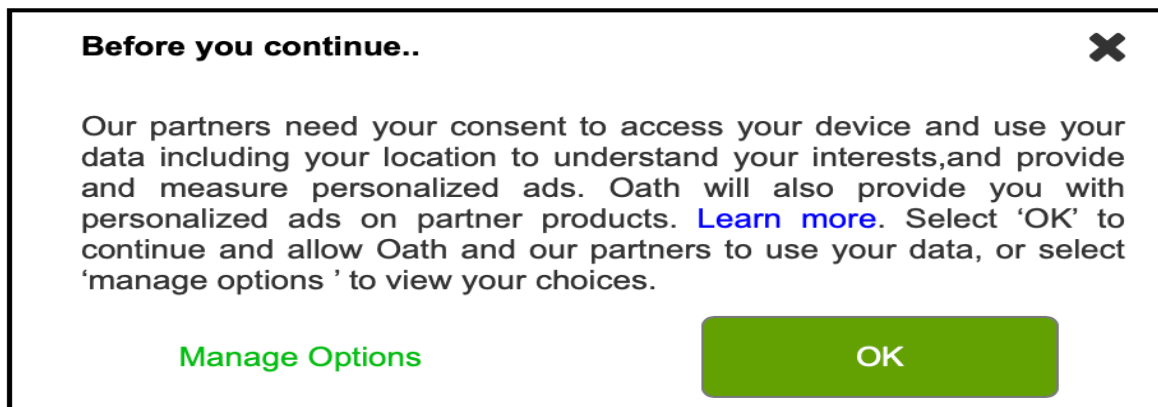 Before you continue..
Our partners need your consent to access your device and use your
data including your location to understand your interests,and provide
and measure personalized ads. Oath will also provide you with
personalized ads on partner products. Learn more. Select ‘OK’ to
continue and allow Oath and our partners to use your data, or select
‘manage options ’ to view your choices.
Manage Options
OK